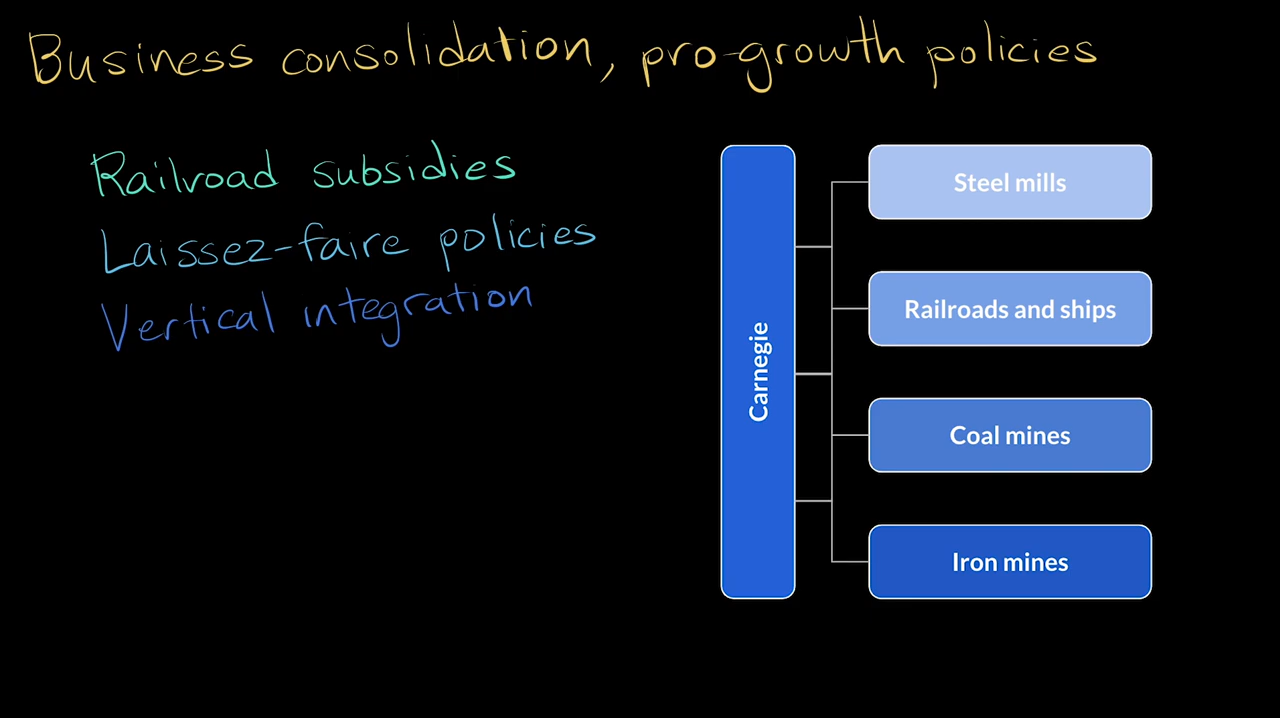 Business consolidation, pro-growth policies
Railroad subsidies
Laissez-faire policies
Vertical integration
Carnegie
Steel mills
Railroads and ships
Coal mines
Iron mines